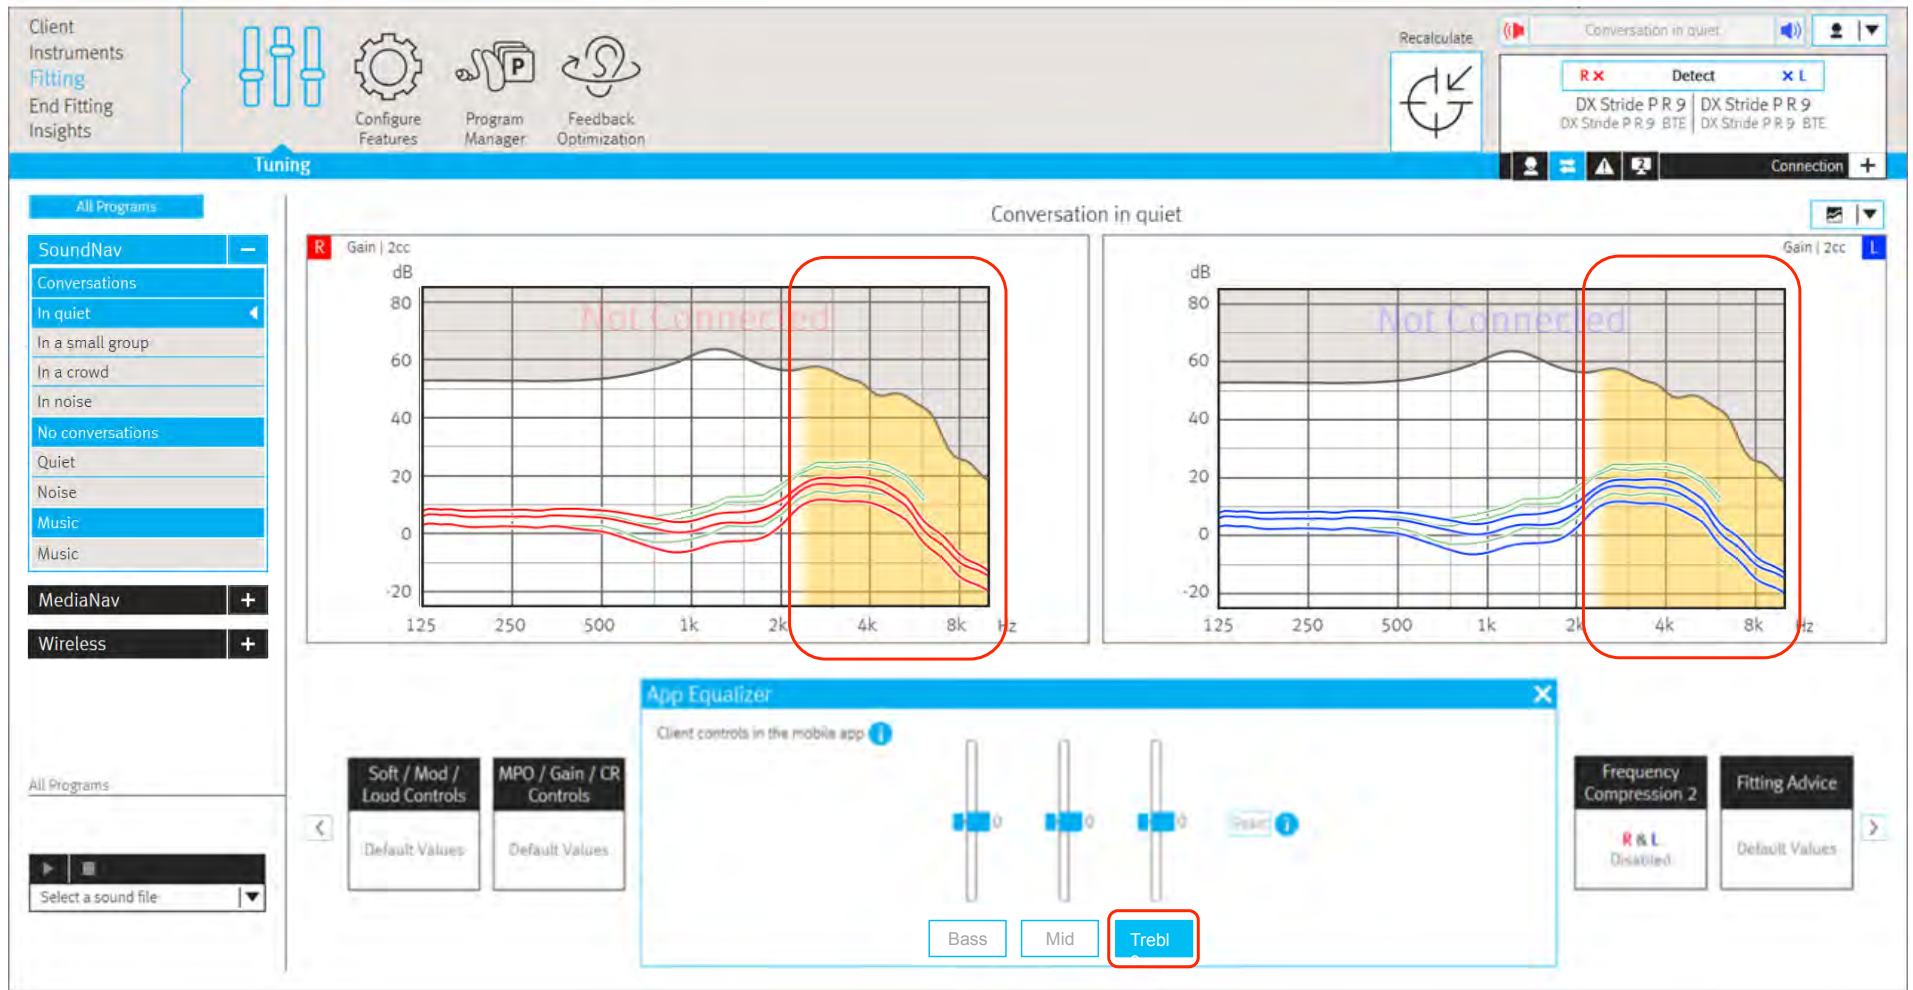 Client
Instruments
Fitting
End Fitting
Insights
Configure
Features
Program
Manager
P
Feedback
Optimization
Tuning
Recalculate
Conversation in quiet
R × Detect × L
DX Stride P R 9 | DX Stride P R 9
DX Stride P R 9 BTE | DX Stride P R 9 BTE
2
Connection +
All Programs
SoundNav −
Conversations
In quiet
In a small group
In a crowd
In noise
No conversations
Quiet
Noise
Music
Music
MediaNav +
Wireless +
All Programs
Select a sound file
Conversation in quiet
R Gain | 2cc
dB
80
60
40
20
0
-20
125 250 500 1k 2k 4k 8k Hz
Not Connected
Gain | 2cc L
dB
80
60
40
20
0
-20
125 250 500 1k 2k 4k 8k Hz
Not Connected
Soft / Mod /
Loud Controls
Default Values
MPO / Gain / CR
Controls
Default Values
App Equalizer ×
Client controls in the mobile app i
0 0 0 Reset i
Bass Mid Trebl
Frequency
Compression 2
R & L
Disabled
Fitting Advice
Default Values